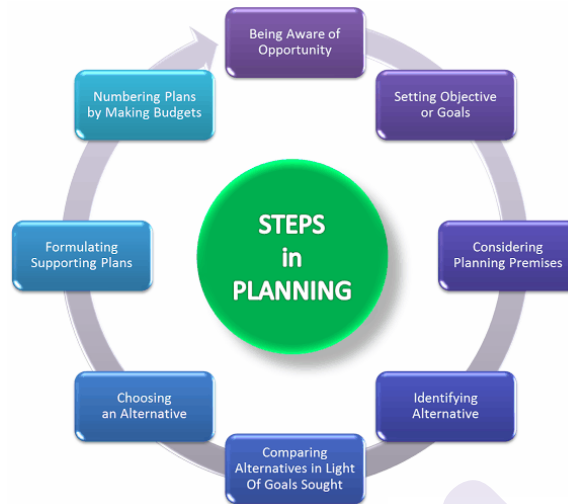 Being Aware of
Opportunity
Setting Objective
or Goals
Considering
Planning Premises
Identifying
Alternative
Comparing
Alternatives in Light
Of Goals Sought
Choosing
an Alternative
Formulating
Supporting Plans
Numbering Plans
by Making Budgets
STEPS
in
PLANNING